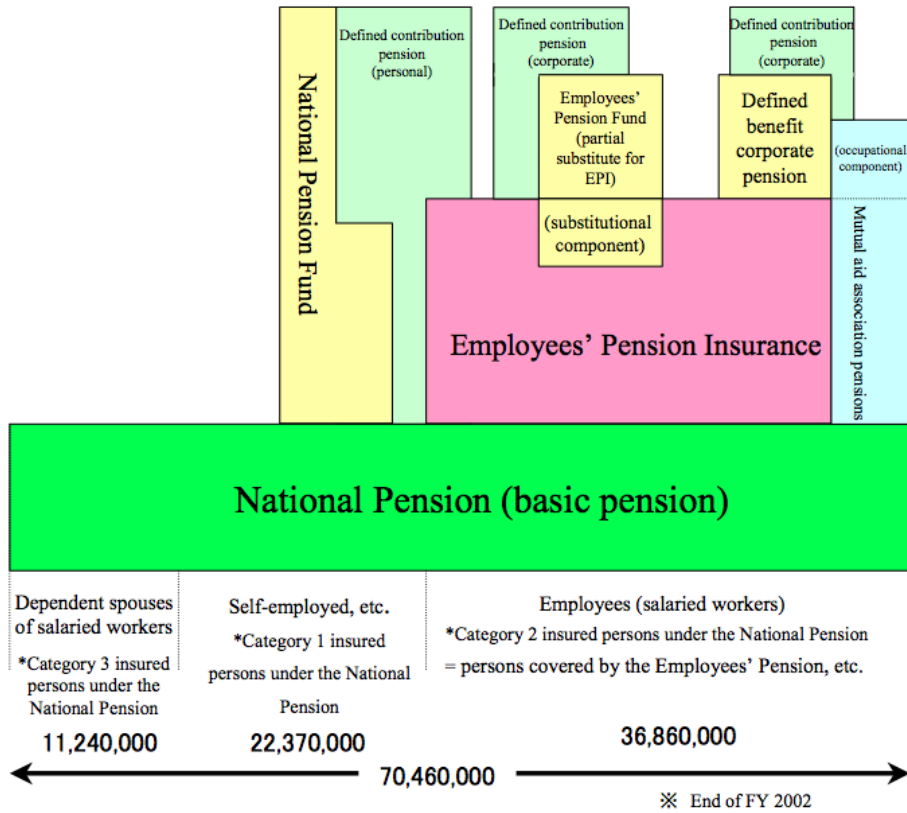 National Pension Fund
Defined contribution
pension
(personal)
Defined contribution
pension
(corporate)
Employees'
Pension Fund
(partial
substitute for
EPI)
(substitutional
component)
Defined contribution
pension
(corporate)
Defined
benefit
corporate
pension
(occupational
component)
Mutual aid association pensions
Employees' Pension Insurance
National Pension (basic pension)
Dependent spouses
of salaried workers
*Category 3 insured
persons under the
National Pension
11,240,000
Self-employed, etc.
*Category 1 insured
persons under the National
Pension
22,370,000
Employees (salaried workers)
*Category 2 insured persons under the National Pension
= persons covered by the Employees' Pension, etc.
36,860,000
70,460,000
※ End of FY 2002